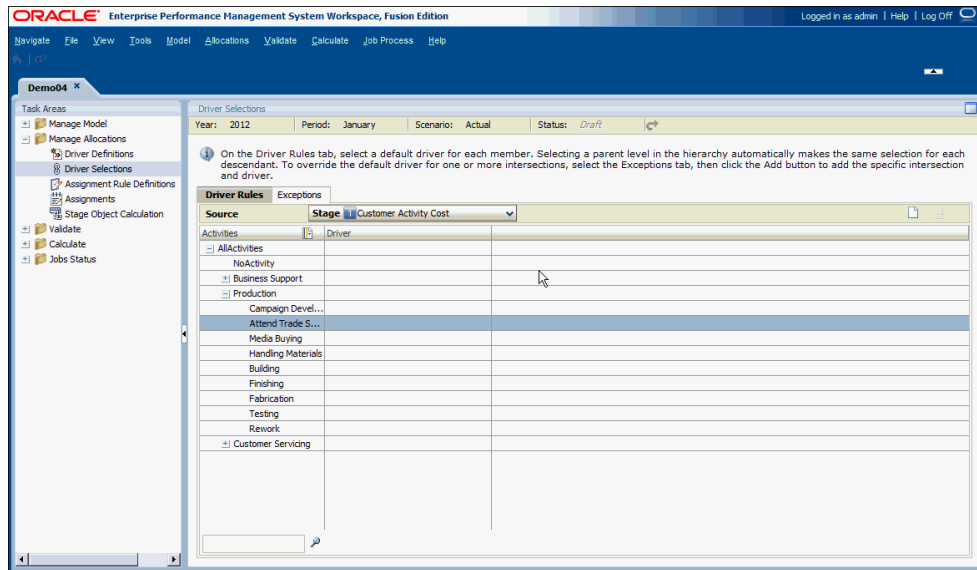 ORACLE Enterprise Performance Management System Workspace, Fusion Edition
Logged in as admin | Help | Log Off
Navigate File View Tools Model Allocations Validate Calculate Job Process Help
Demo04
Task Areas
Manage Model
Manage Allocations
Driver Definitions
Driver Selections
Assignment Rule Definitions
Assignments
Stage Object Calculation
Validate
Calculate
Jobs Status
Driver Selections
Year: 2012 Period: January Scenario: Actual Status: Draft
On the Driver Rules tab, select a default driver for each member. Selecting a parent level in the hierarchy automatically makes the same selection for each
descendant. To override the default driver for one or more intersections, select the Exceptions tab, then click the Add button to add the specific intersection
and driver.
Driver Rules Exceptions
Source Stage Customer Activity Cost
Activities Driver
AllActivities
NoActivity
Business Support
Production
Campaign Devel...
Attend Trade S...
Media Buying
Handling Materials
Building
Finishing
Fabrication
Testing
Rework
Customer Servicing